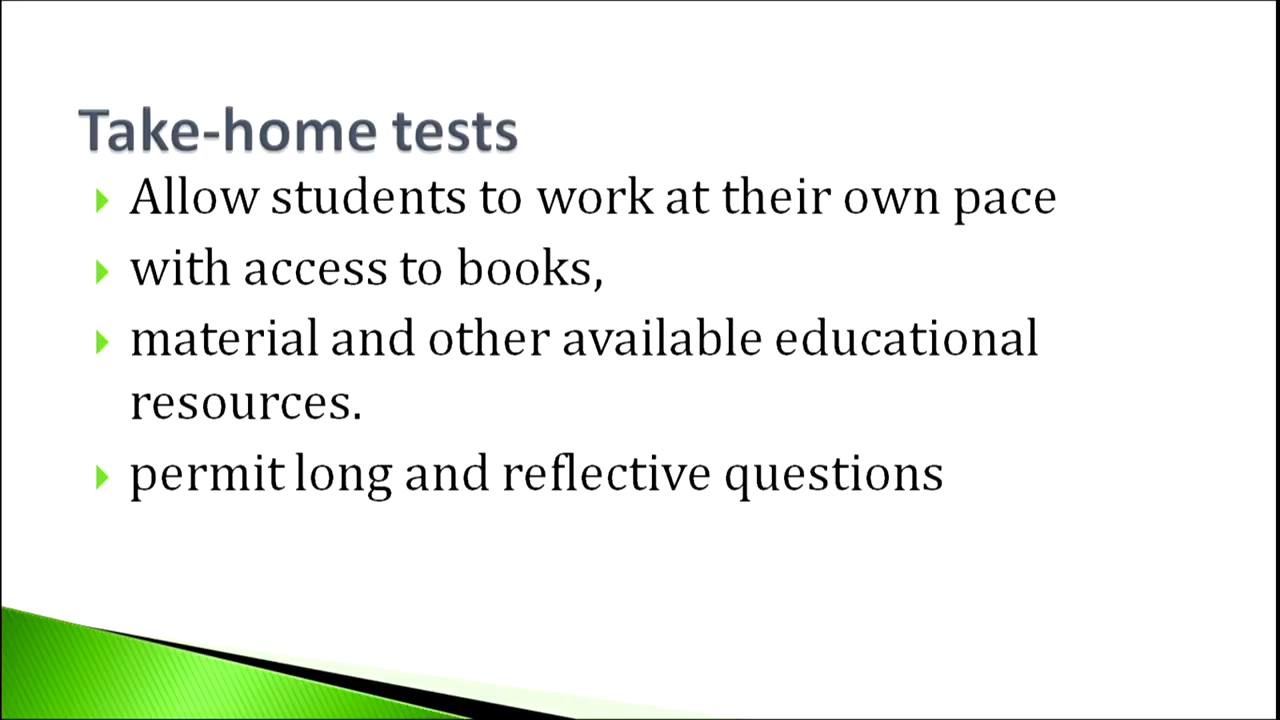 Take-home tests
Allow students to work at their own pace
with access to books,
material and other available educational
resources.
permit long and reflective questions